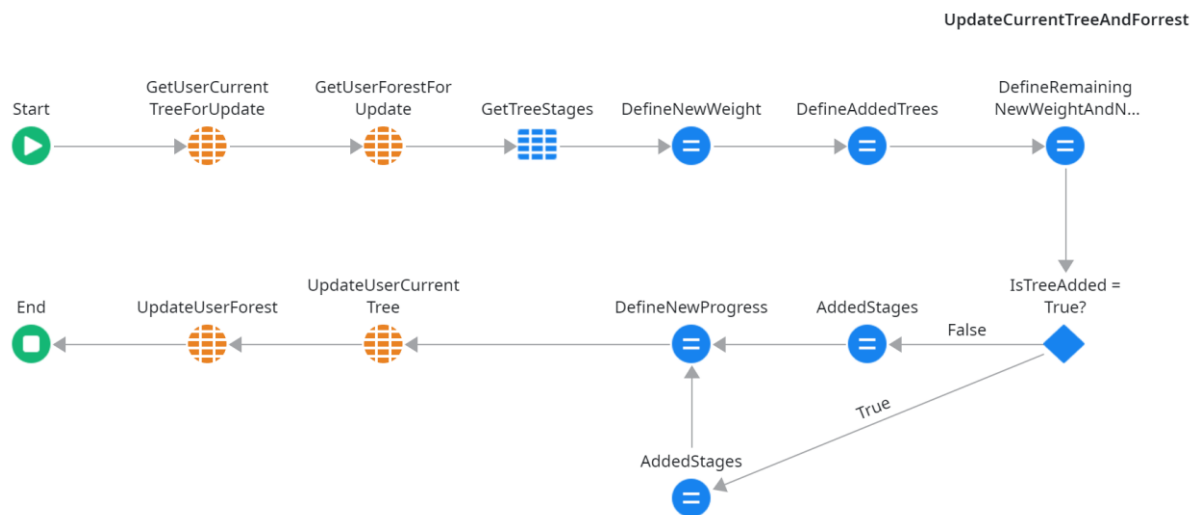 UpdateCurrentTreeAndForrest
Start
GetUserCurrent
TreeForUpdate
GetUserForestFor
Update
GetTreeStages
DefineNewWeight
DefineAddedTrees
DefineRemaining
NewWeightAndN...
End
UpdateUserForest
UpdateUserCurrent
Tree
DefineNewProgress
AddedStages
False
IsTreeAdded =
True?
True
AddedStages